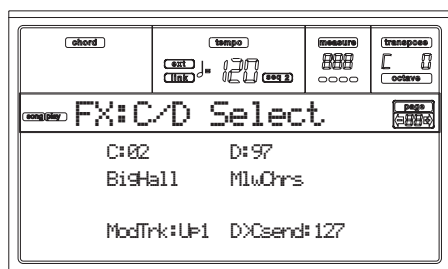 chord tempo measure transpose
ext link ♩= 120 seq 2 888 C 0
octave
song play FX:C/D Select page
C:02 D:97
BigHall MlwChrs
ModTrk:Up1 D>Csend:127